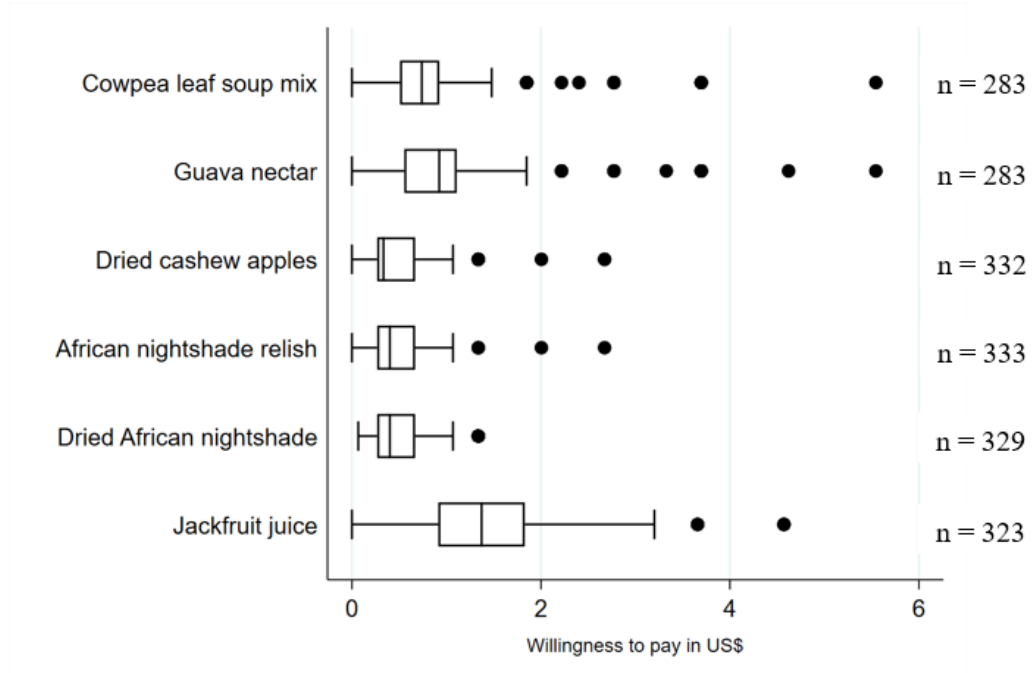 Cowpea leaf soup mix n = 283
Guava nectar n = 283
Dried cashew apples n = 332
African nightshade relish n = 333
Dried African nightshade n = 329
Jackfruit juice n = 323
0 2 4 6
Willingness to pay in US$